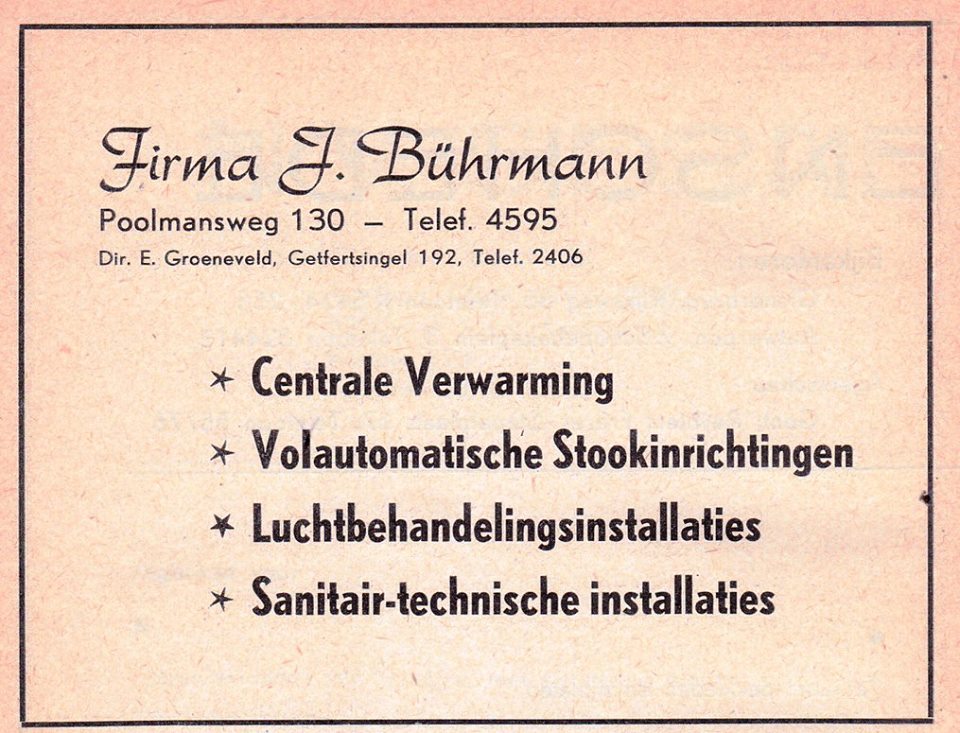 Firma J. Bührmann
Poolmansweg 130 – Telef. 4595
Dir. E. Groeneveld, Getfertsingel 192, Telef. 2406
* Centrale Verwarming
* Volautomatische Stookinrichtingen
* Luchtbehandelingsinstallaties
* Sanitair-technische installaties